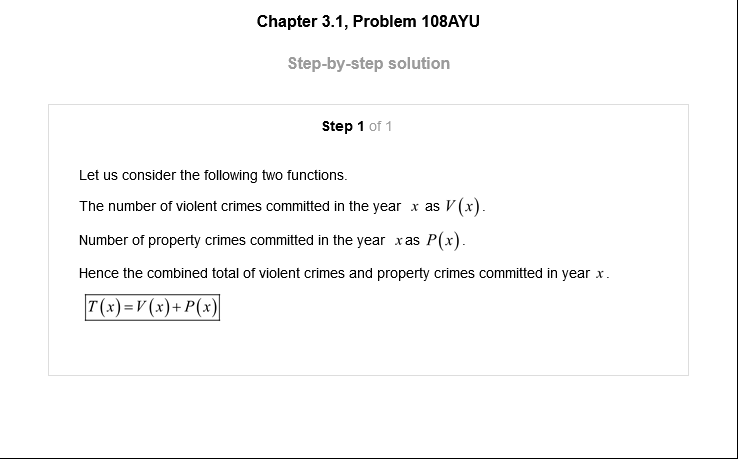 Chapter 3.1, Problem 108AYU
Step-by-step solution
Step 1 of 1
Let us consider the following two functions.
The number of violent crimes committed in the year x as V(x).
Number of property crimes committed in the year x as P(x).
Hence the combined total of violent crimes and property crimes committed in year x.
T(x)=V(x)+P(x)